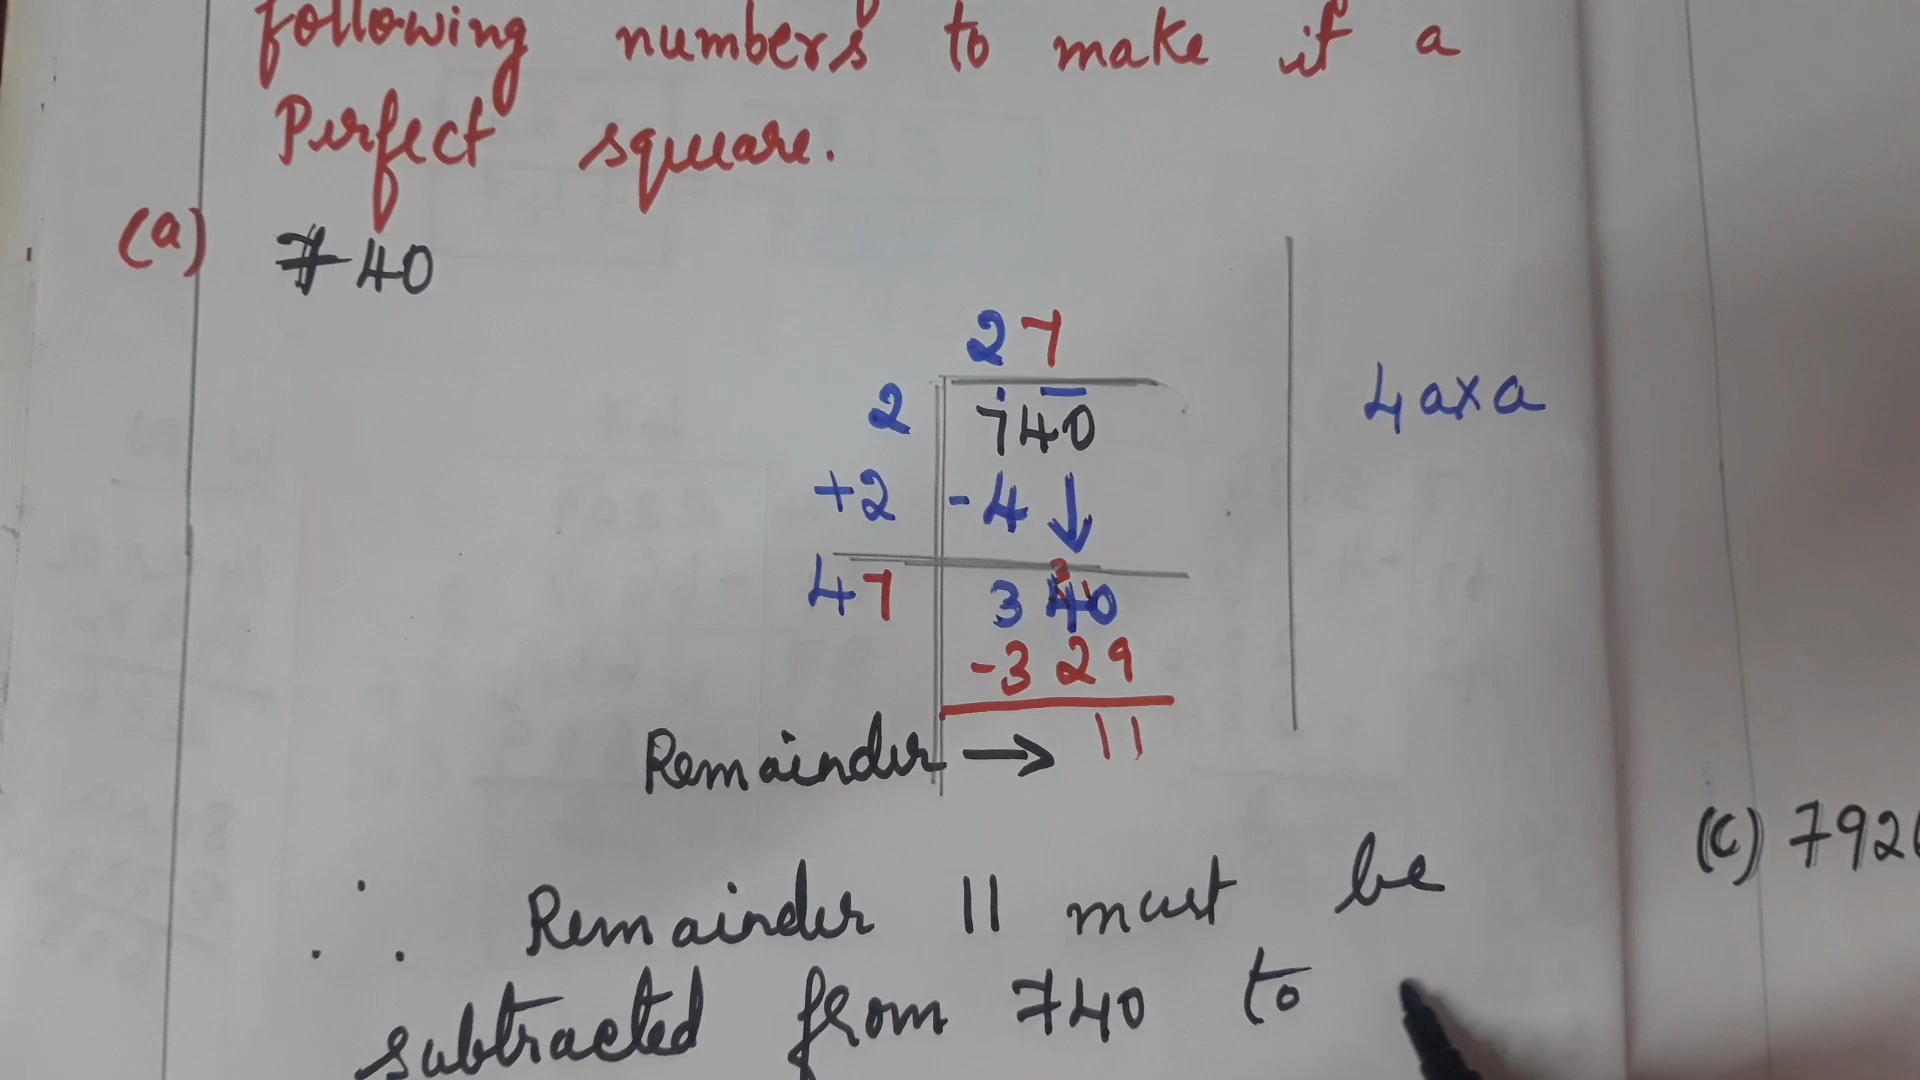 following numbers to make it a
Perfect square.
(a) 740
27
2 740
+2 -4
47 340
-329
Remainder → 11
4a×a
∴ Remainder 11 must be
subtracted from 740 to
(C) 792